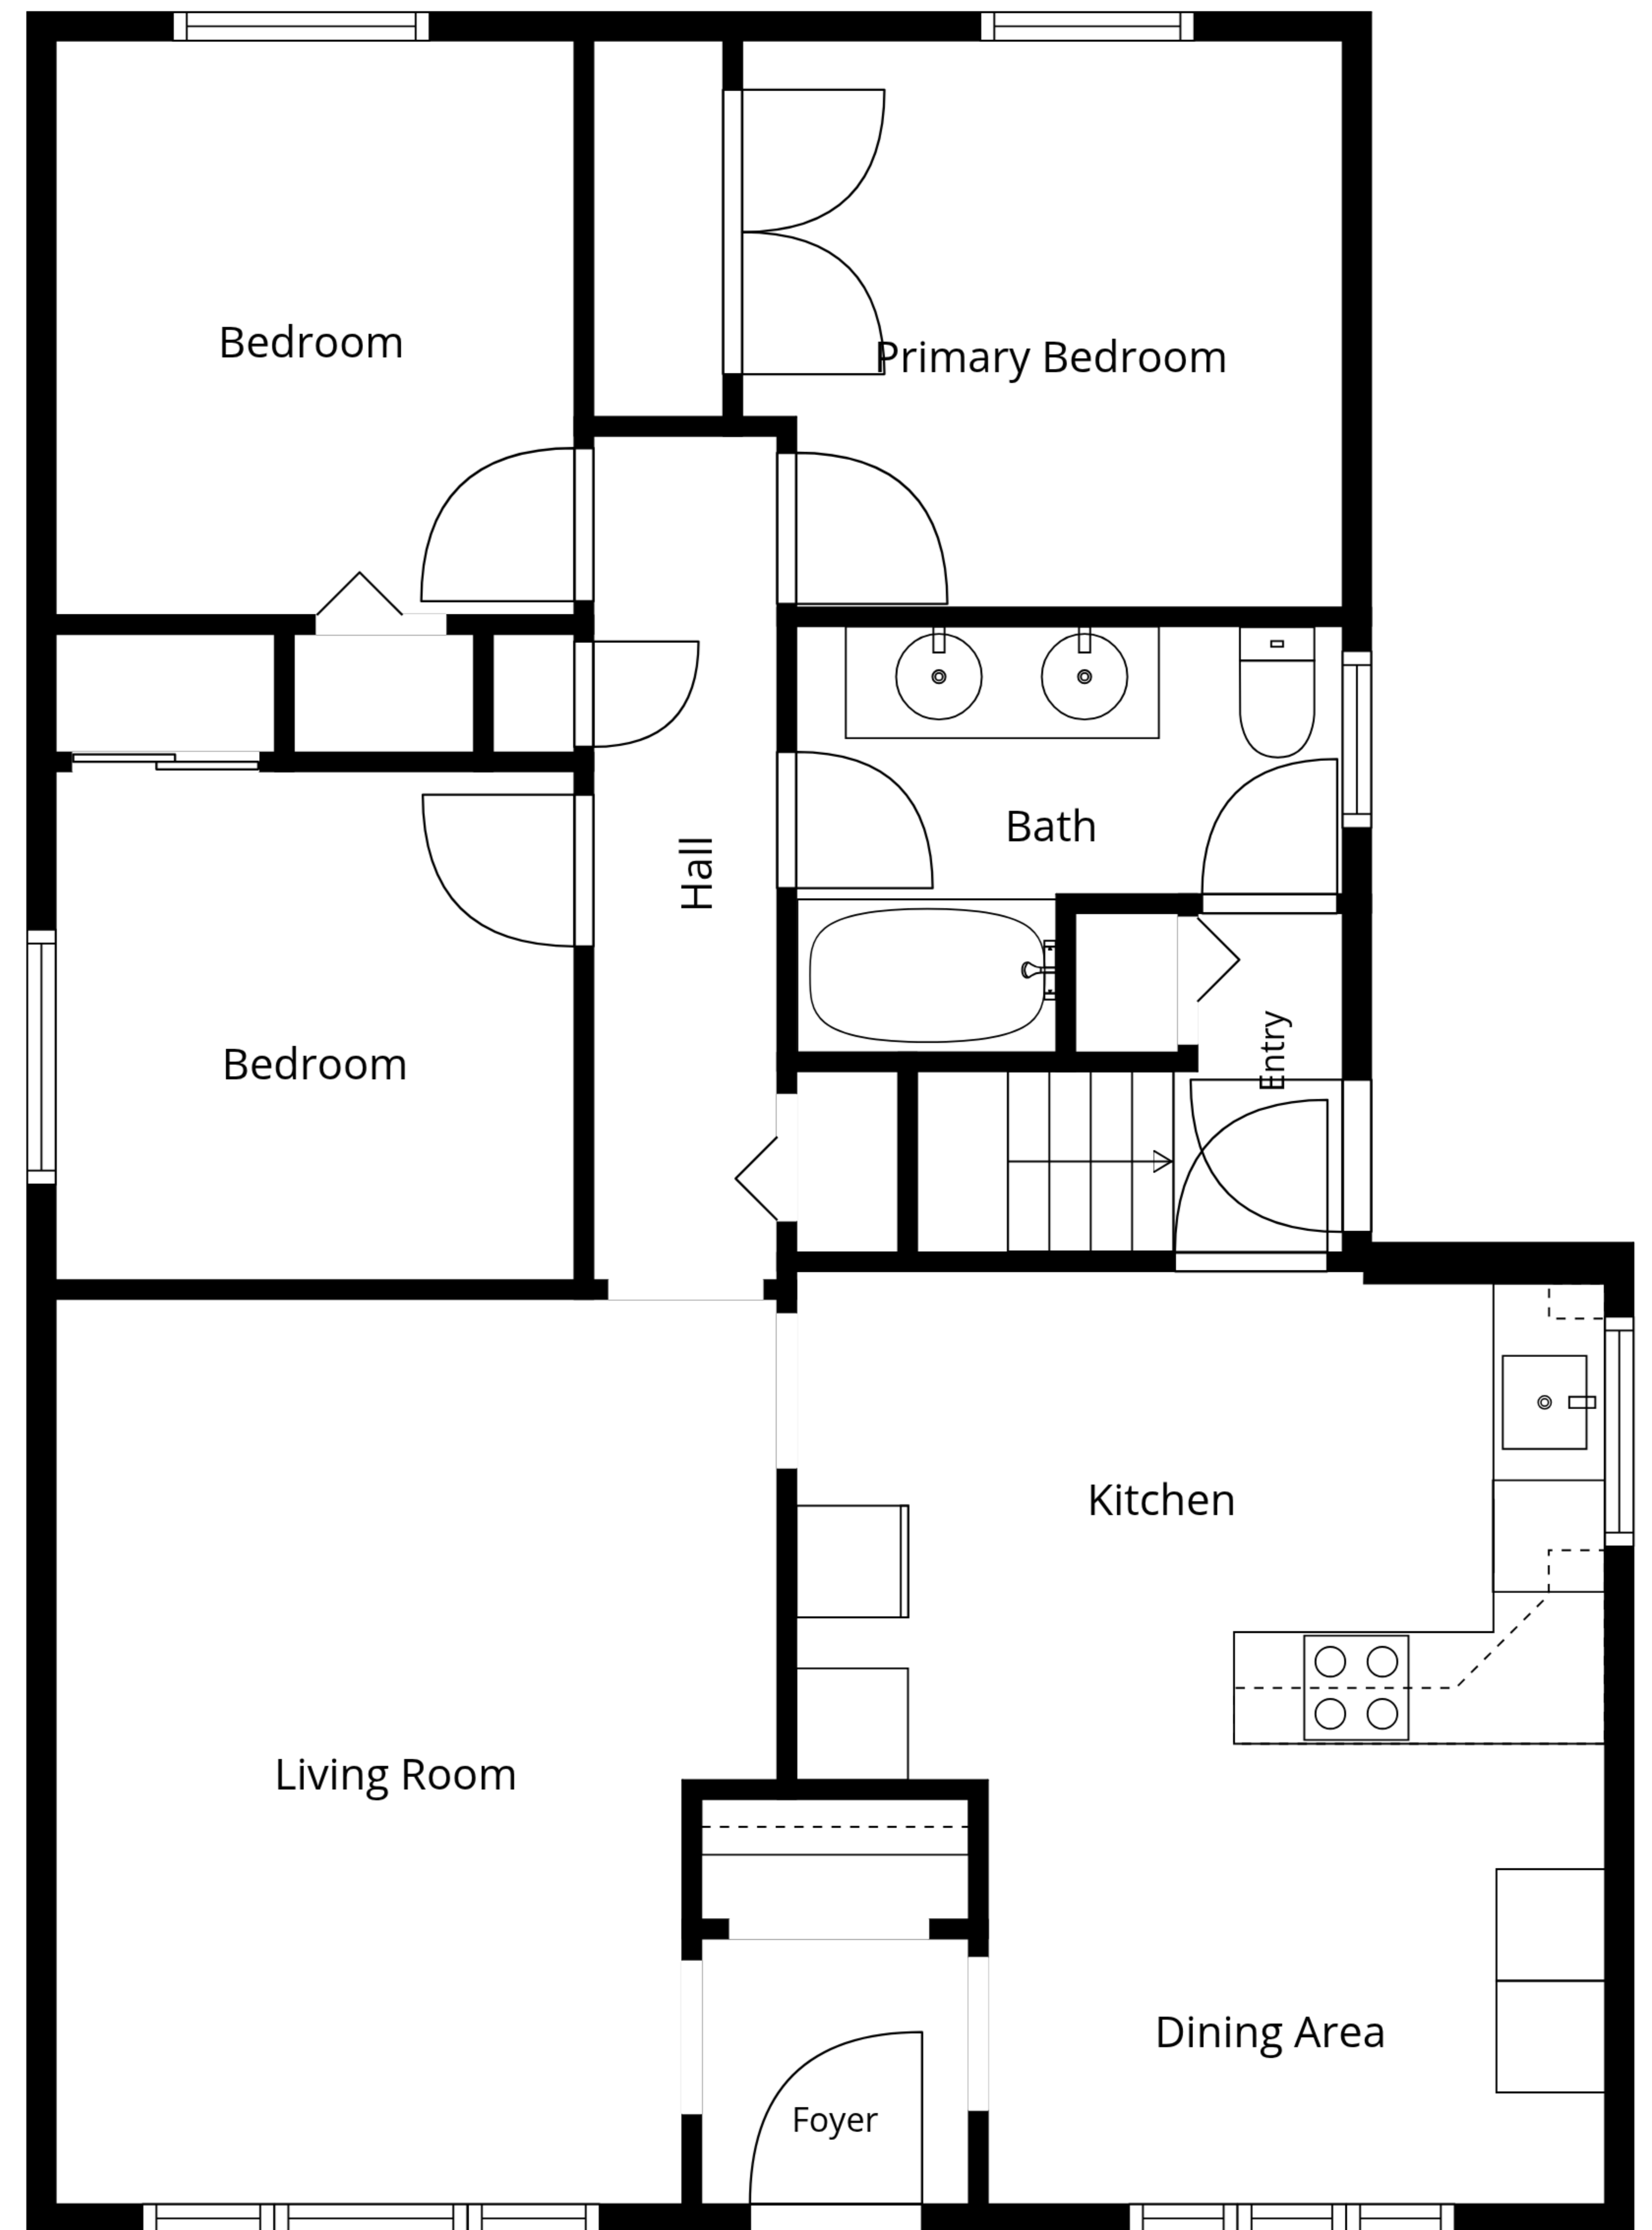 Bedroom
Primary Bedroom
Bath
Hall
Bedroom
Entry
Kitchen
Living Room
Dining Area
Foyer